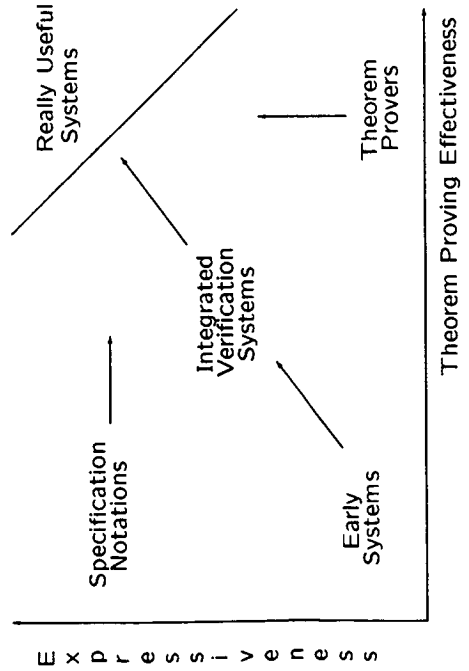 Really Useful
Systems
Specification
Notations
Integrated
Verification
Systems
Early
Systems
Theorem
Provers
Expressiveness
Theorem Proving Effectiveness